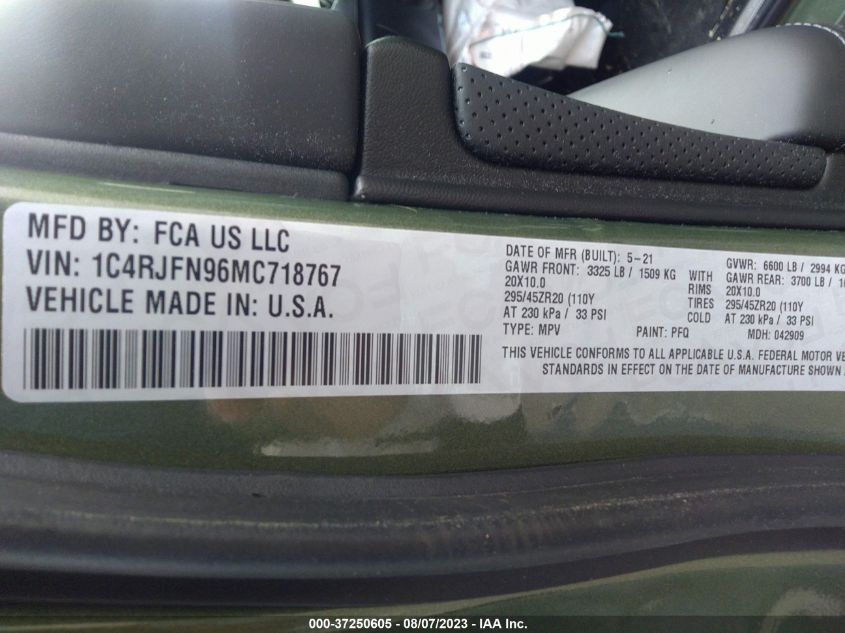 MFD BY: FCA US LLC
VIN: 1C4RJFN96MC718767
VEHICLE MADE IN: U.S.A.
DATE OF MFR (BUILT): 5-21 GVWR: 6600 LB / 2994 KG
GAWR FRONT: 3325 LB / 1509 KG WITH GAWR REAR: 3700 LB /
20X10.0 RIMS 20X10.0
295/45ZR20 (110Y TIRES 295/45ZR20 (110Y
AT 230 kPa / 33 PSI COLD AT 230 kPa / 33 PSI
TYPE: MPV PAINT: PFQ MDH: 042909
THIS VEHICLE CONFORMS TO ALL APPLICABLE U.S.A. FEDERAL MOTOR
STANDARDS IN EFFECT ON THE DATE OF MANUFACTURE SHOWN
000-37250605 - 08/07/2023 - IAA Inc.